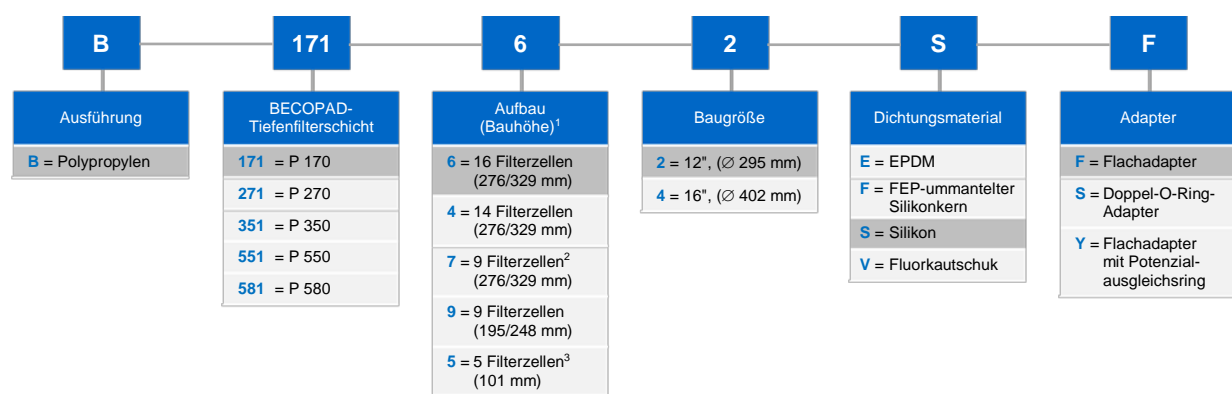 B
171
6
2
S
F
Ausführung
B = Polypropylen
BECOPAD-
Tiefenfilterschicht
171 = P 170
271 = P 270
351 = P 350
551 = P 550
581 = P 580
Aufbau
(Bauhöhe)¹
6 = 16 Filterzellen
(276/329 mm)
4 = 14 Filterzellen
(276/329 mm)
7 = 9 Filterzellen²
(276/329 mm)
9 = 9 Filterzellen
(195/248 mm)
5 = 5 Filterzellen³
(101 mm)
Baugröße
2 = 12", (∅ 295 mm)
4 = 16", (∅ 402 mm)
Dichtungsmaterial
E = EPDM
F = FEP-ummantelter
Silikonkern
S = Silikon
V = Fluorkautschuk
Adapter
F = Flachadapter
S = Doppel-O-Ring-
Adapter
Y = Flachadapter
mit Potenzial-
ausgleichsring